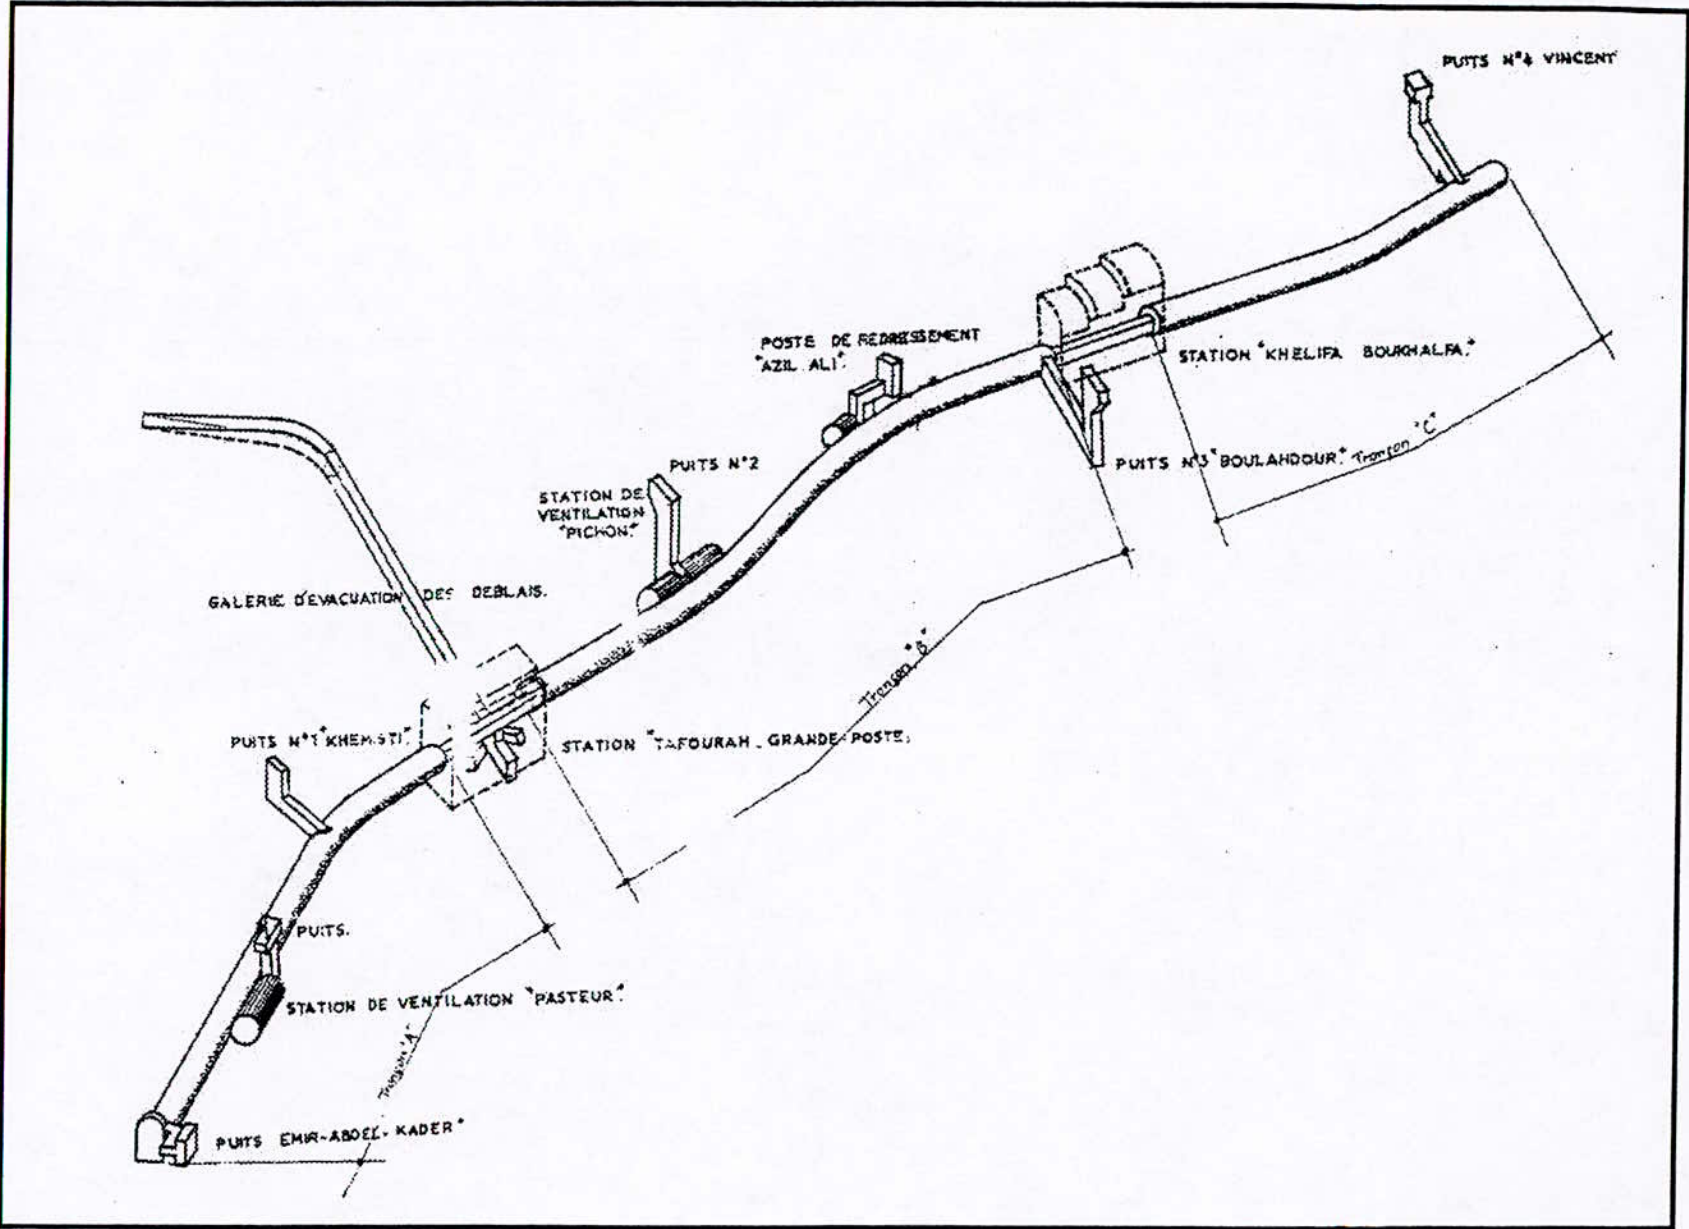 PUITS N°4 VINCENT
POSTE DE REDRESSEMENT
"AZIL ALI".
STATION "KHELIFA BOUKHALFA."
PUITS N°3 "BOULAHDOUR."
Tronçon "C"
PUITS N°2
STATION DE
VENTILATION
"PICHON."
GALERIE D'EVACUATION DES DEBLAIS.
Tronçon "B"
PUITS N°1 "KHEMISTI".
STATION "TAFOURAH - GRANDE-POSTE.
PUITS.
STATION DE VENTILATION "PASTEUR".
Tronçon "A"
PUITS EMIR-ABDEL-KADER"